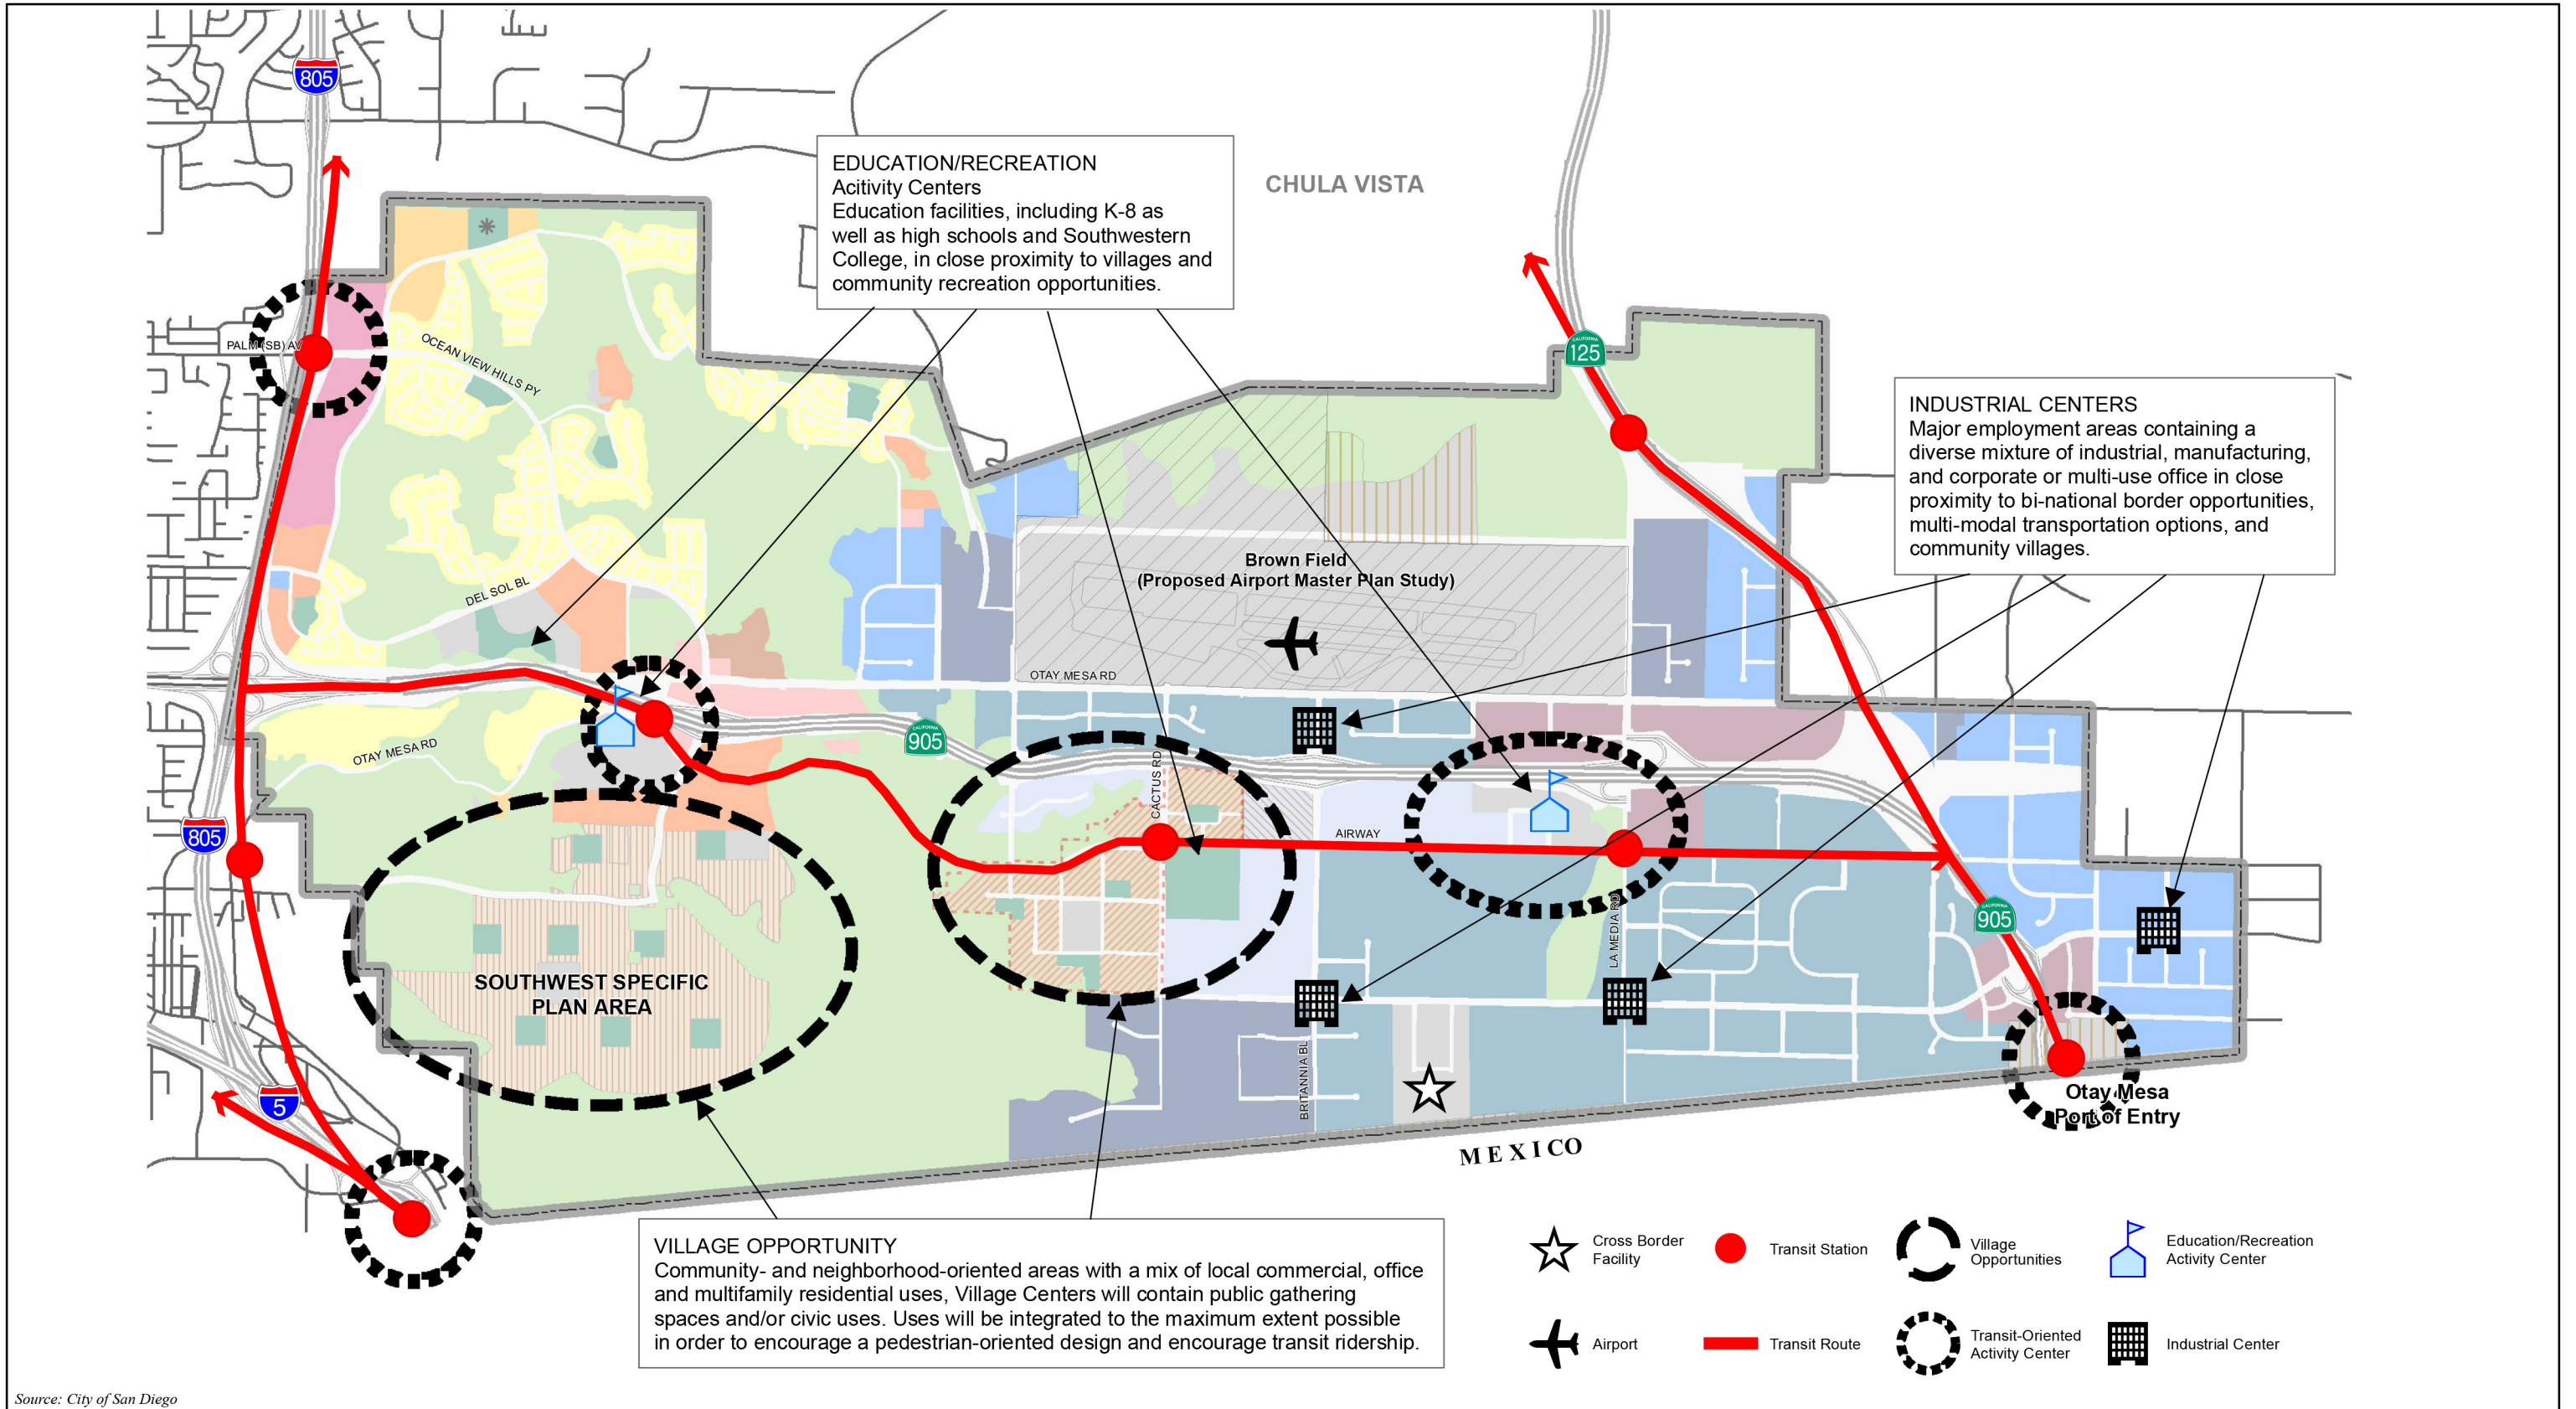 805
EDUCATION/RECREATION
Acitivity Centers
Education facilities, including K-8 as
well as high schools and Southwestern
College, in close proximity to villages and
community recreation opportunities.
CHULA VISTA
PALM (SB) AV
OCEAN VIEW HILLS PY
CALIFORNIA
125
INDUSTRIAL CENTERS
Major employment areas containing a
diverse mixture of industrial, manufacturing,
and corporate or multi-use office in close
proximity to bi-national border opportunities,
multi-modal transportation options, and
community villages.
Brown Field
(Proposed Airport Master Plan Study)
DEL SOL BL
OTAY MESA RD
OTAY MESA RD
CALIFORNIA
905
CACTUS RD
805
AIRWAY
LA MEDIA RD
CALIFORNIA
905
SOUTHWEST SPECIFIC
PLAN AREA
BRITANNIA BL
5
Otay Mesa
Port of Entry
MEXICO
VILLAGE OPPORTUNITY
Community- and neighborhood-oriented areas with a mix of local commercial, office
and multifamily residential uses, Village Centers will contain public gathering
spaces and/or civic uses. Uses will be integrated to the maximum extent possible
in order to encourage a pedestrian-oriented design and encourage transit ridership.
Cross Border
Facility
Transit Station
Village
Opportunities
Education/Recreation
Activity Center
Airport
Transit Route
Transit-Oriented
Activity Center
Industrial Center
Source: City of San Diego